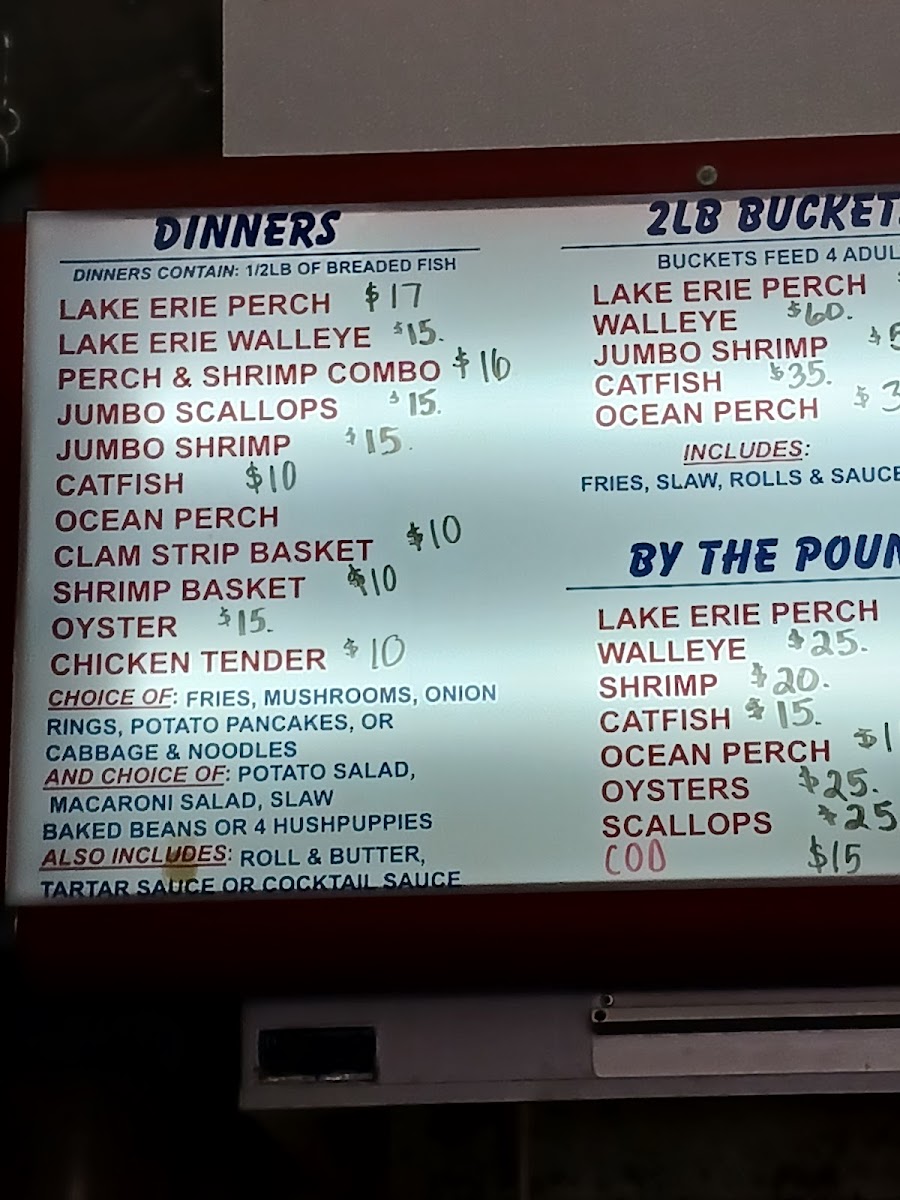 DINNERS
DINNERS CONTAIN: 1/2LB OF BREADED FISH
LAKE ERIE PERCH $17
LAKE ERIE WALLEYE $15.
PERCH & SHRIMP COMBO $16
JUMBO SCALLOPS $15.
JUMBO SHRIMP $15.
CATFISH $10
OCEAN PERCH
CLAM STRIP BASKET $10
SHRIMP BASKET $10
OYSTER $15.
CHICKEN TENDER $10
CHOICE OF: FRIES, MUSHROOMS, ONION
RINGS, POTATO PANCAKES, OR
CABBAGE & NOODLES
AND CHOICE OF: POTATO SALAD,
MACARONI SALAD, SLAW
BAKED BEANS OR 4 HUSHPUPPIES
ALSO INCLUDES: ROLL & BUTTER,
TARTAR SAUCE OR COCKTAIL SAUCE
2LB BUCKET
BUCKETS FEED 4 ADUL
LAKE ERIE PERCH
WALLEYE $60.
JUMBO SHRIMP $5
CATFISH $35.
OCEAN PERCH $3
INCLUDES:
FRIES, SLAW, ROLLS & SAUCE
BY THE POUN
LAKE ERIE PERCH
WALLEYE $25.
SHRIMP $20.
CATFISH $15.
OCEAN PERCH $1
OYSTERS $25.
SCALLOPS $25
COD $15